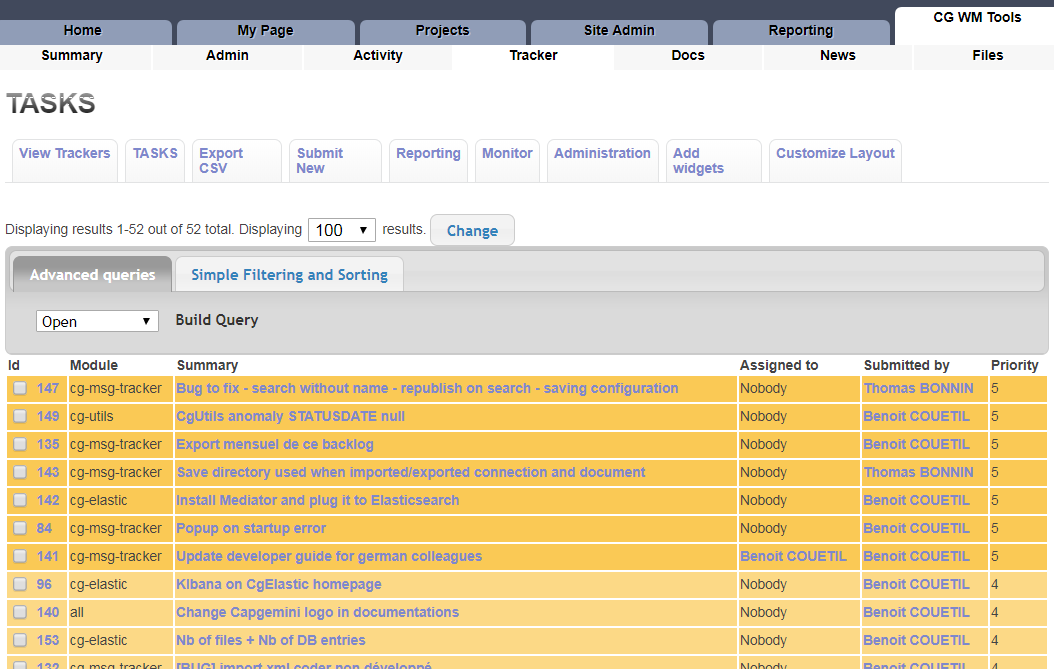 Home My Page Projects Site Admin Reporting CG WM Tools
Summary Admin Activity Tracker Docs News Files
TASKS
View Trackers TASKS Export CSV Submit New Reporting Monitor Administration Add widgets Customize Layout
Displaying results 1-52 out of 52 total. Displaying 100 results. Change
Advanced queries Simple Filtering and Sorting
Open Build Query
Id Module Summary Assigned to Submitted by Priority
147 cg-msg-tracker Bug to fix - search without name - republish on search - saving configuration Nobody Thomas BONNIN 5
149 cg-utils CgUtils anomaly STATUSDATE null Nobody Benoit COUETIL 5
135 cg-msg-tracker Export mensuel de ce backlog Nobody Benoit COUETIL 5
143 cg-msg-tracker Save directory used when imported/exported connection and document Nobody Thomas BONNIN 5
142 cg-elastic Install Mediator and plug it to Elasticsearch Nobody Benoit COUETIL 5
84 cg-msg-tracker Popup on startup error Nobody Benoit COUETIL 5
141 cg-msg-tracker Update developer guide for german colleagues Benoit COUETIL Benoit COUETIL 5
96 cg-elastic KIbana on CgElastic homepage Nobody Benoit COUETIL 4
140 all Change Capgemini logo in documentations Nobody Benoit COUETIL 4
153 cg-elastic Nb of files + Nb of DB entries Nobody Benoit COUETIL 4
132 cg-msg-tracker [BUG] import xml coder non développé Nobody Benoit COUETIL 4